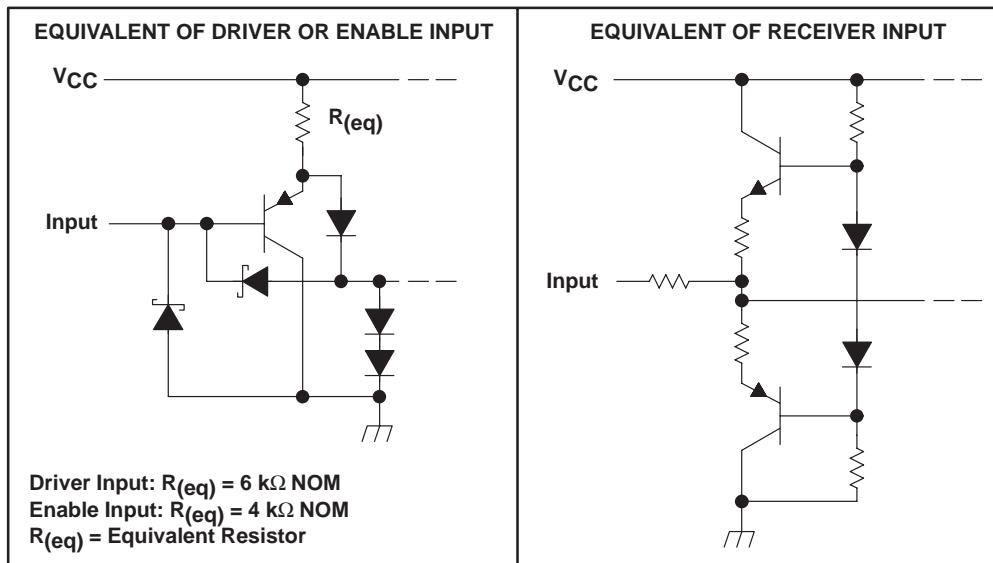 EQUIVALENT OF DRIVER OR ENABLE INPUT
VCC
R(eq)
Input
Driver Input: R(eq) = 6 kΩ NOM
Enable Input: R(eq) = 4 kΩ NOM
R(eq) = Equivalent Resistor
EQUIVALENT OF RECEIVER INPUT
VCC
Input